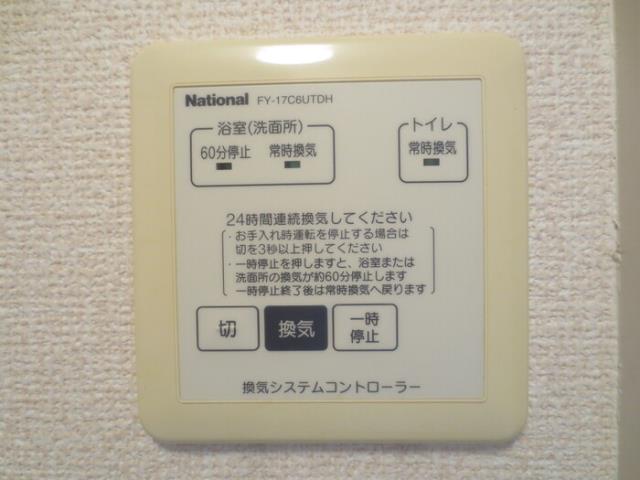 National FY-17C6UTDH
浴室(洗面所)
トイレ
60分停止 常時換気
常時換気
24時間連続換気してください
・お手入れ時運転を停止する場合は
切を3秒以上押してください
・一時停止を押しますと、浴室または
洗面所の換気が約60分停止します
一時停止終了後は常時換気へ戻ります
切
換気
一時
停止
換気システムコントローラー